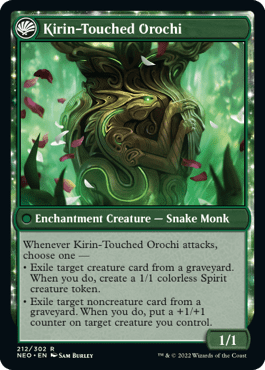 Kirin-Touched Orochi
Enchantment Creature — Snake Monk
Whenever Kirin-Touched Orochi attacks,
choose one —
• Exile target creature card from a graveyard.
When you do, create a 1/1 colorless Spirit
creature token.
• Exile target noncreature card from a
graveyard. When you do, put a +1/+1
counter on target creature you control.
1/1
212/302 R
NEO • EN SAM BURLEY
™ & © 2022 Wizards of the Coast